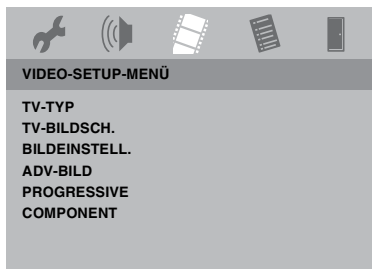 VIDEO-SETUP-MENÜ
TV-TYP
TV-BILDSCH.
BILDEINSTELL.
ADV-BILD
PROGRESSIVE
COMPONENT